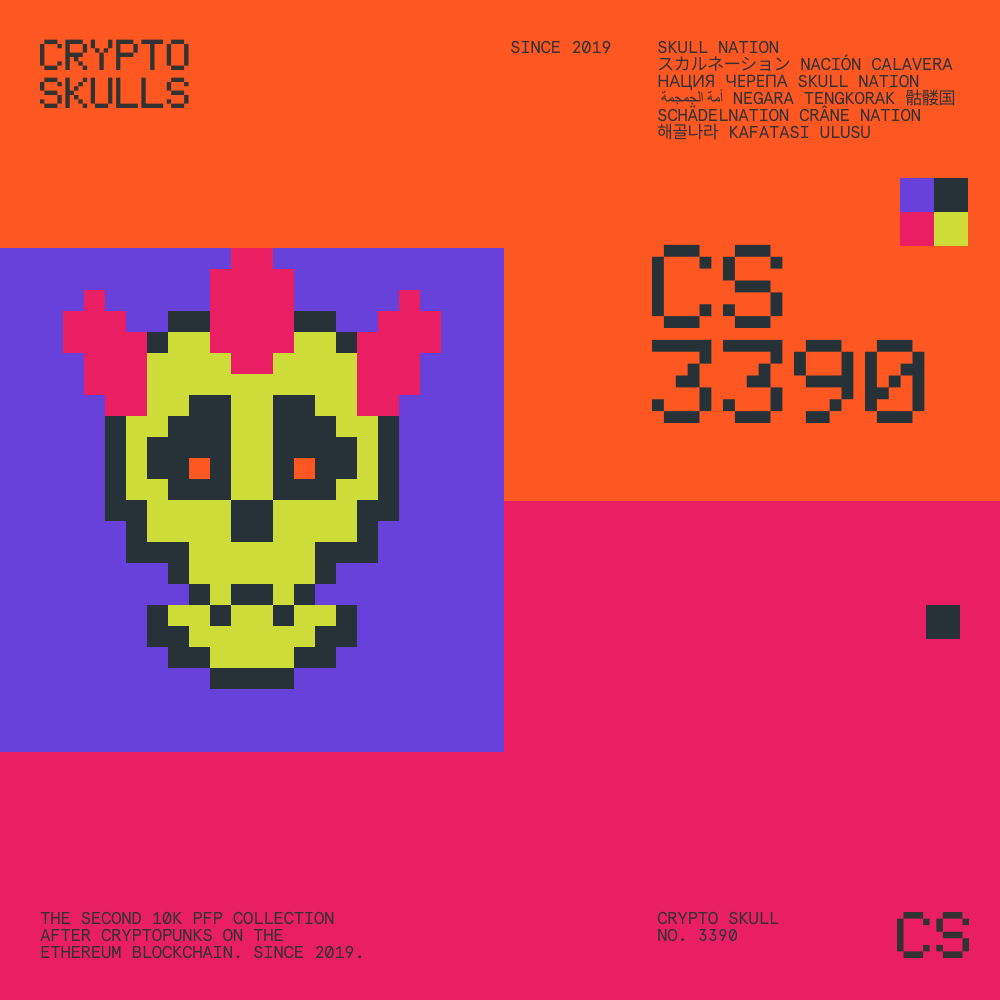 CRYPTO
SKULLS
SINCE 2019
SKULL NATION
スカルネーション NACIÓN CALAVERA
НАЦИЯ ЧЕРЕПА SKULL NATION
أمة الجمجمة NEGARA TENGKORAK 骷髅国
SCHÄDELNATION CRÂNE NATION
해골나라 KAFATASI ULUSU
CS
3390
THE SECOND 10K PFP COLLECTION
AFTER CRYPTOPUNKS ON THE
ETHEREUM BLOCKCHAIN. SINCE 2019.
CRYPTO SKULL
NO. 3390
CS